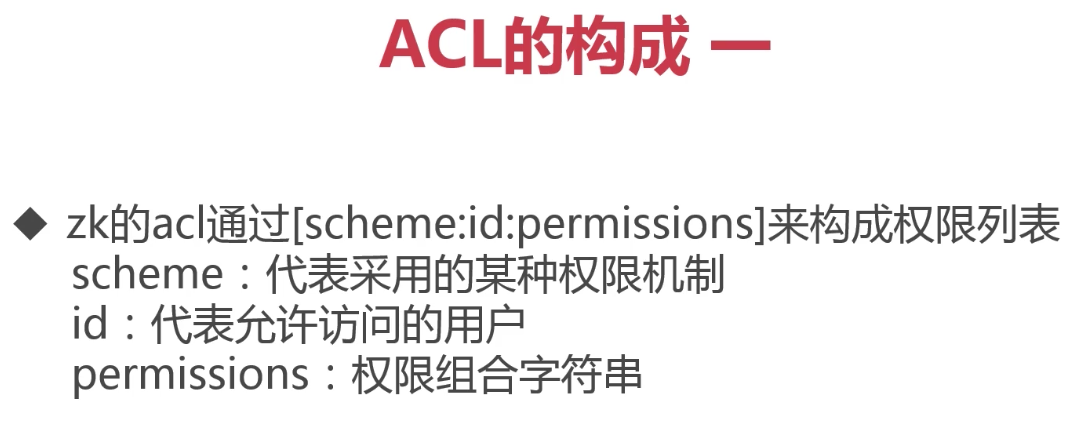 ACL的构成 一
◆ zk的acl通过[scheme:id:permissions]来构成权限列表
scheme：代表采用的某种权限机制
id：代表允许访问的用户
permissions：权限组合字符串